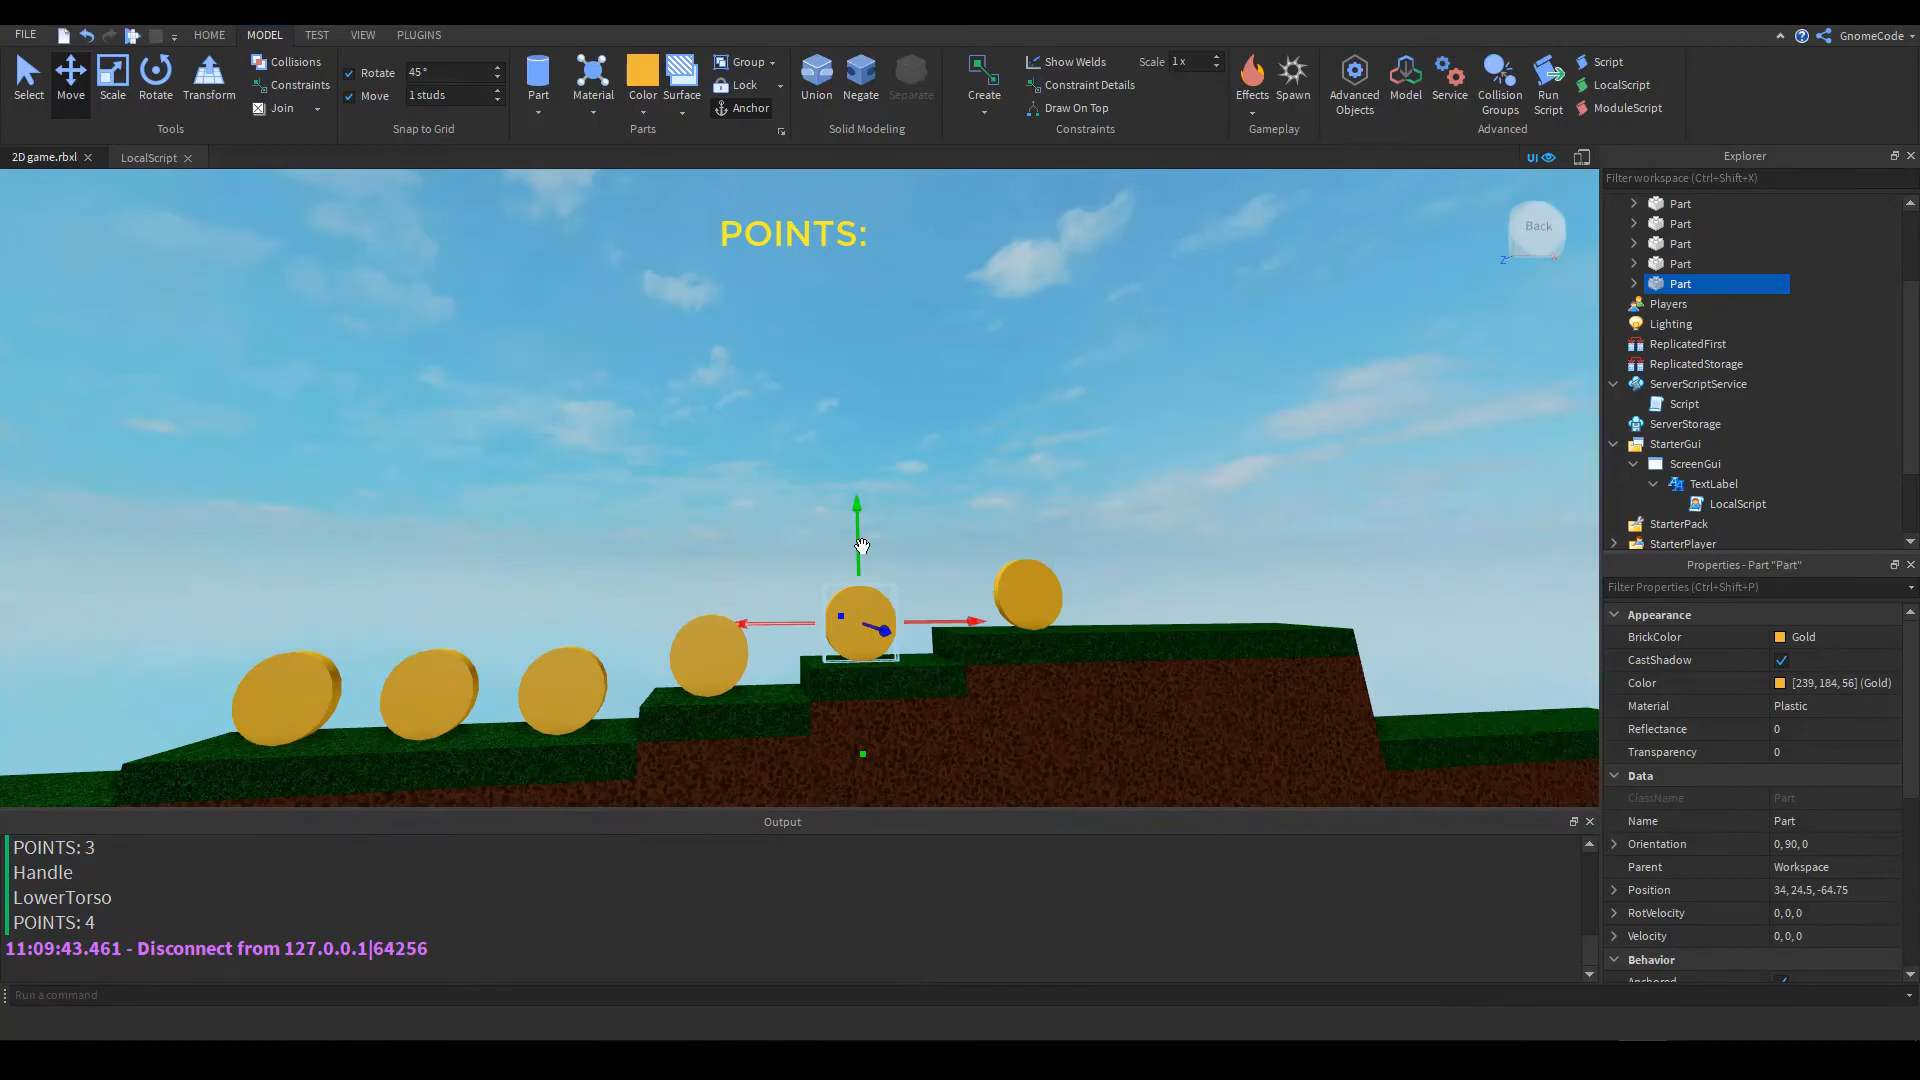 FILE HOME MODEL TEST VIEW PLUGINS GnomeCode
Select Move Scale Rotate Transform
Collisions
Constraints
Join
Tools
Rotate 45°
Move 1 studs
Snap to Grid
Part Material Color Surface
Group
Lock
Anchor
Parts
Union Negate Separate
Solid Modeling
Create
Show Welds Scale 1 x
Constraint Details
Draw On Top
Constraints
Effects Spawn
Gameplay
Advanced Objects
Model
Service
Collision Groups
Run Script
Script
LocalScript
ModuleScript
Advanced
2D game.rbxl LocalScript
UI
POINTS:
Back
Z
X
Explorer
Filter workspace (Ctrl+Shift+X)
Part
Part
Part
Part
Part
Players
Lighting
ReplicatedFirst
ReplicatedStorage
ServerScriptService
Script
ServerStorage
StarterGui
ScreenGui
TextLabel
LocalScript
StarterPack
StarterPlayer
Properties - Part "Part"
Filter Properties (Ctrl+Shift+P)
Appearance
BrickColor Gold
CastShadow
Color [239, 184, 56] (Gold)
Material Plastic
Reflectance 0
Transparency 0
Data
ClassName Part
Name Part
Orientation 0, 90, 0
Parent Workspace
Position 34, 24.5, -64.75
RotVelocity 0, 0, 0
Velocity 0, 0, 0
Behavior
Anchored
Output
POINTS: 3
Handle
LowerTorso
POINTS: 4
11:09:43.461 - Disconnect from 127.0.0.1|64256
Run a command